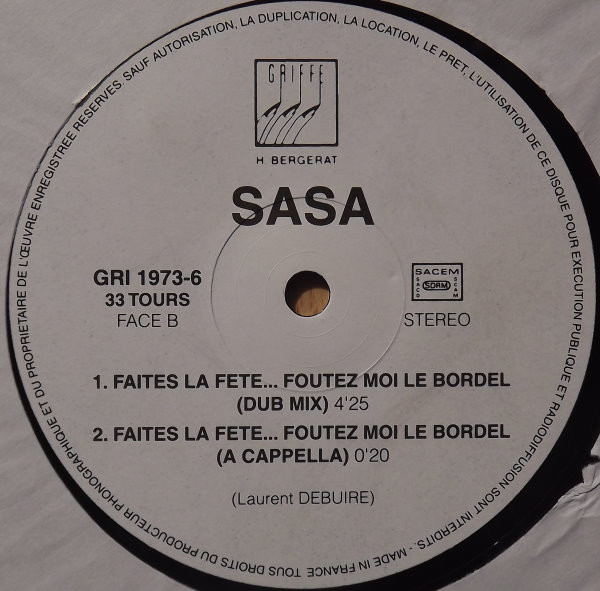 TOUS DROITS DU PRODUCTEUR PHONOGRAPHIQUE ET DU PROPRIETAIRE DE L'ŒUVRE ENREGISTREE RESERVES. SAUF AUTORISATION, LA DUPLICATION, LA LOCATION, LE PRET, L'UTILISATION DE CE DISQUE POUR EXECUTION PUBLIQUE ET RADIODIFFUSION SONT INTERDITS. - MADE IN FRANCE
GRIFFE
H BERGERAT
SASA
GRI 1973-6
33 TOURS
FACE B
SACEM
SACD
SDRM
SCAM
STEREO
1. FAITES LA FETE... FOUTEZ MOI LE BORDEL
(DUB MIX) 4'25
2. FAITES LA FETE... FOUTEZ MOI LE BORDEL
(A CAPPELLA) 0'20
(Laurent DEBUIRE)